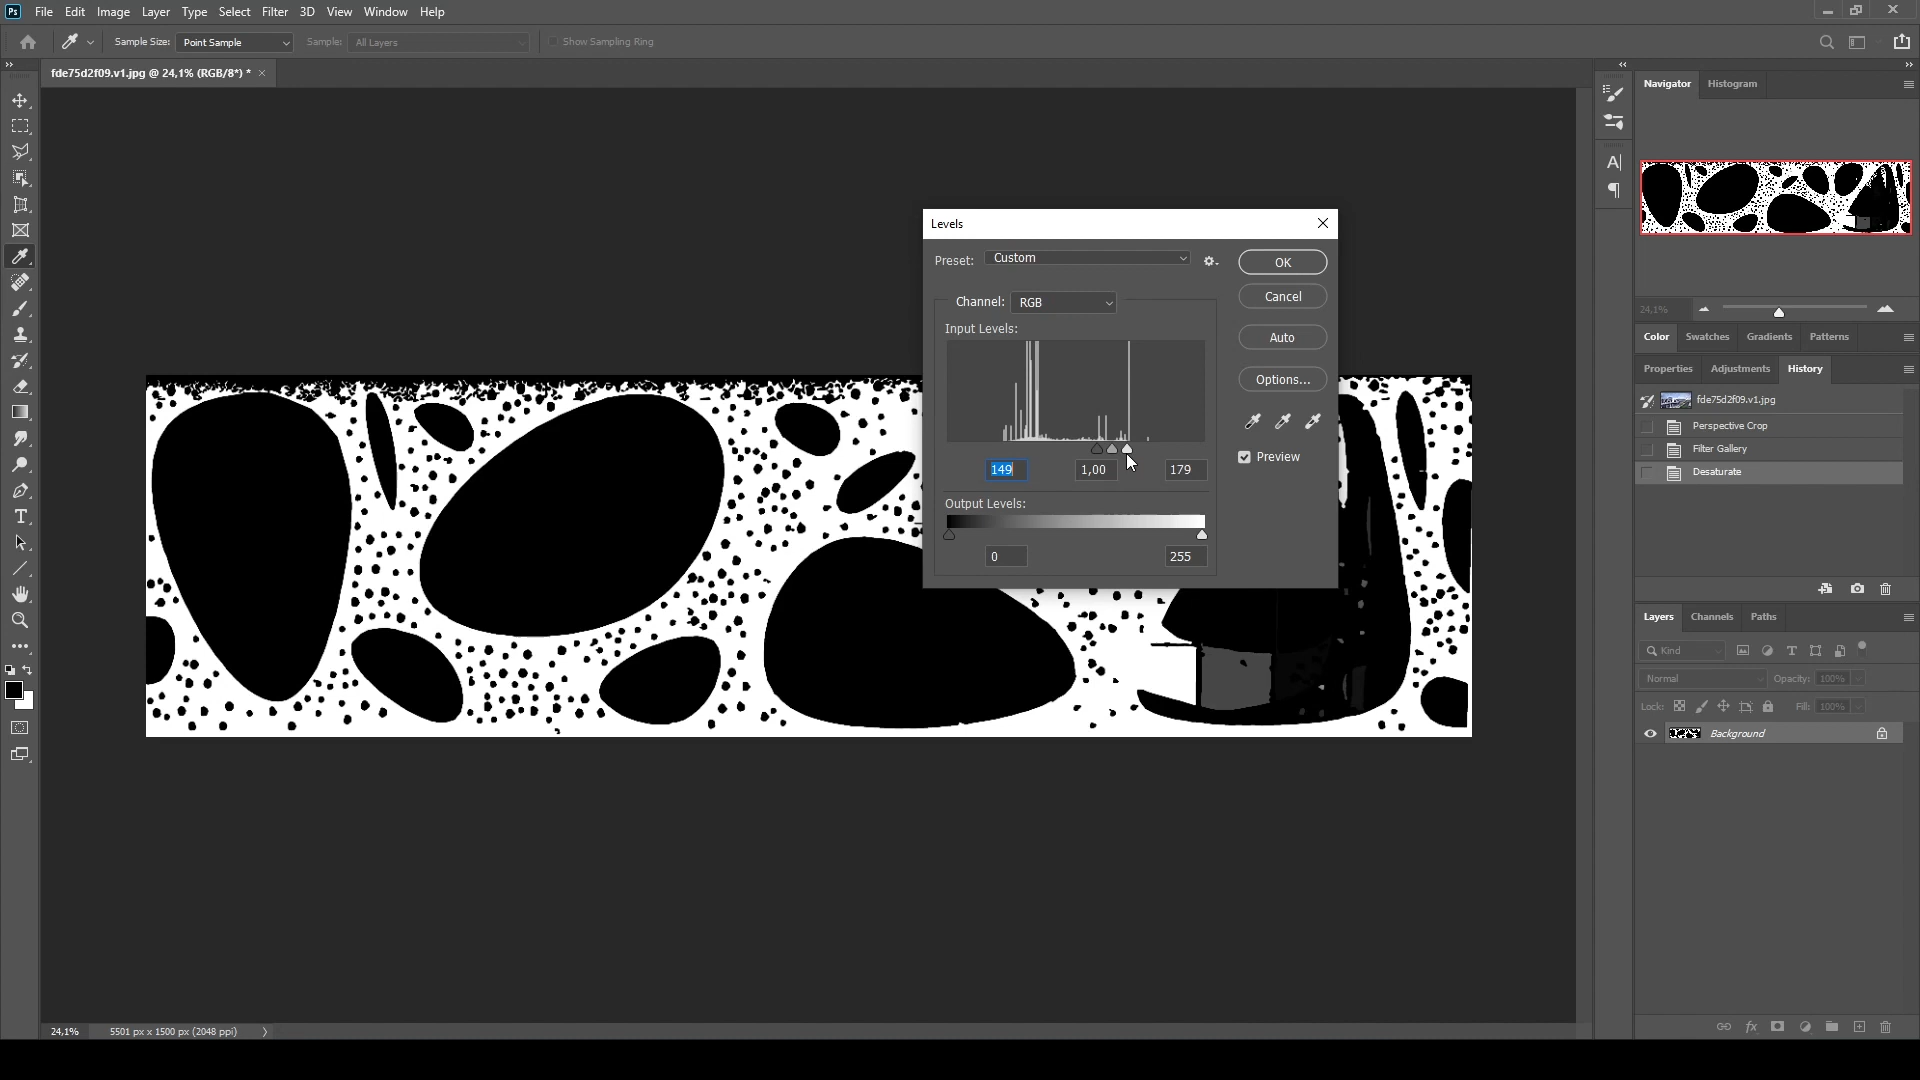 Ps File Edit Image Layer Type Select Filter 3D View Window Help
Sample Size: Point Sample Sample: All Layers Show Sampling Ring
fde75d2f09.v1.jpg @ 24,1% (RGB/8*) *
Navigator Histogram
24,1%
Color Swatches Gradients Patterns
Properties Adjustments History
fde75d2f09.v1.jpg
Perspective Crop
Filter Gallery
Desaturate
Layers Channels Paths
Kind
Normal Opacity: 100%
Lock: Fill: 100%
Background
Levels
Preset: Custom
OK
Cancel
Channel: RGB
Input Levels:
Auto
Options...
Preview
149 1,00 179
Output Levels:
0 255
24,1% 5501 px x 1500 px (2048 ppi)